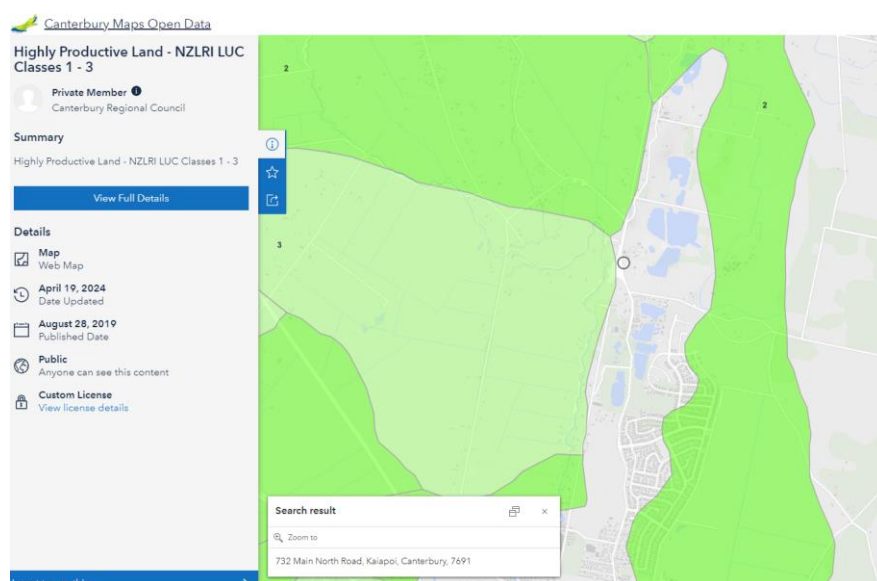 Canterbury Maps Open Data
Highly Productive Land - NZLRI LUC
Classes 1 - 3
Private Member
Canterbury Regional Council
Summary
Highly Productive Land - NZLRI LUC Classes 1 - 3
View Full Details
Details
Map
Web Map
April 19, 2024
Date Updated
August 28, 2019
Published Date
Public
Anyone can see this content
Custom License
View license details
2
2
3
Search result
Zoom to
732 Main North Road, Kaiapoi, Canterbury, 7691